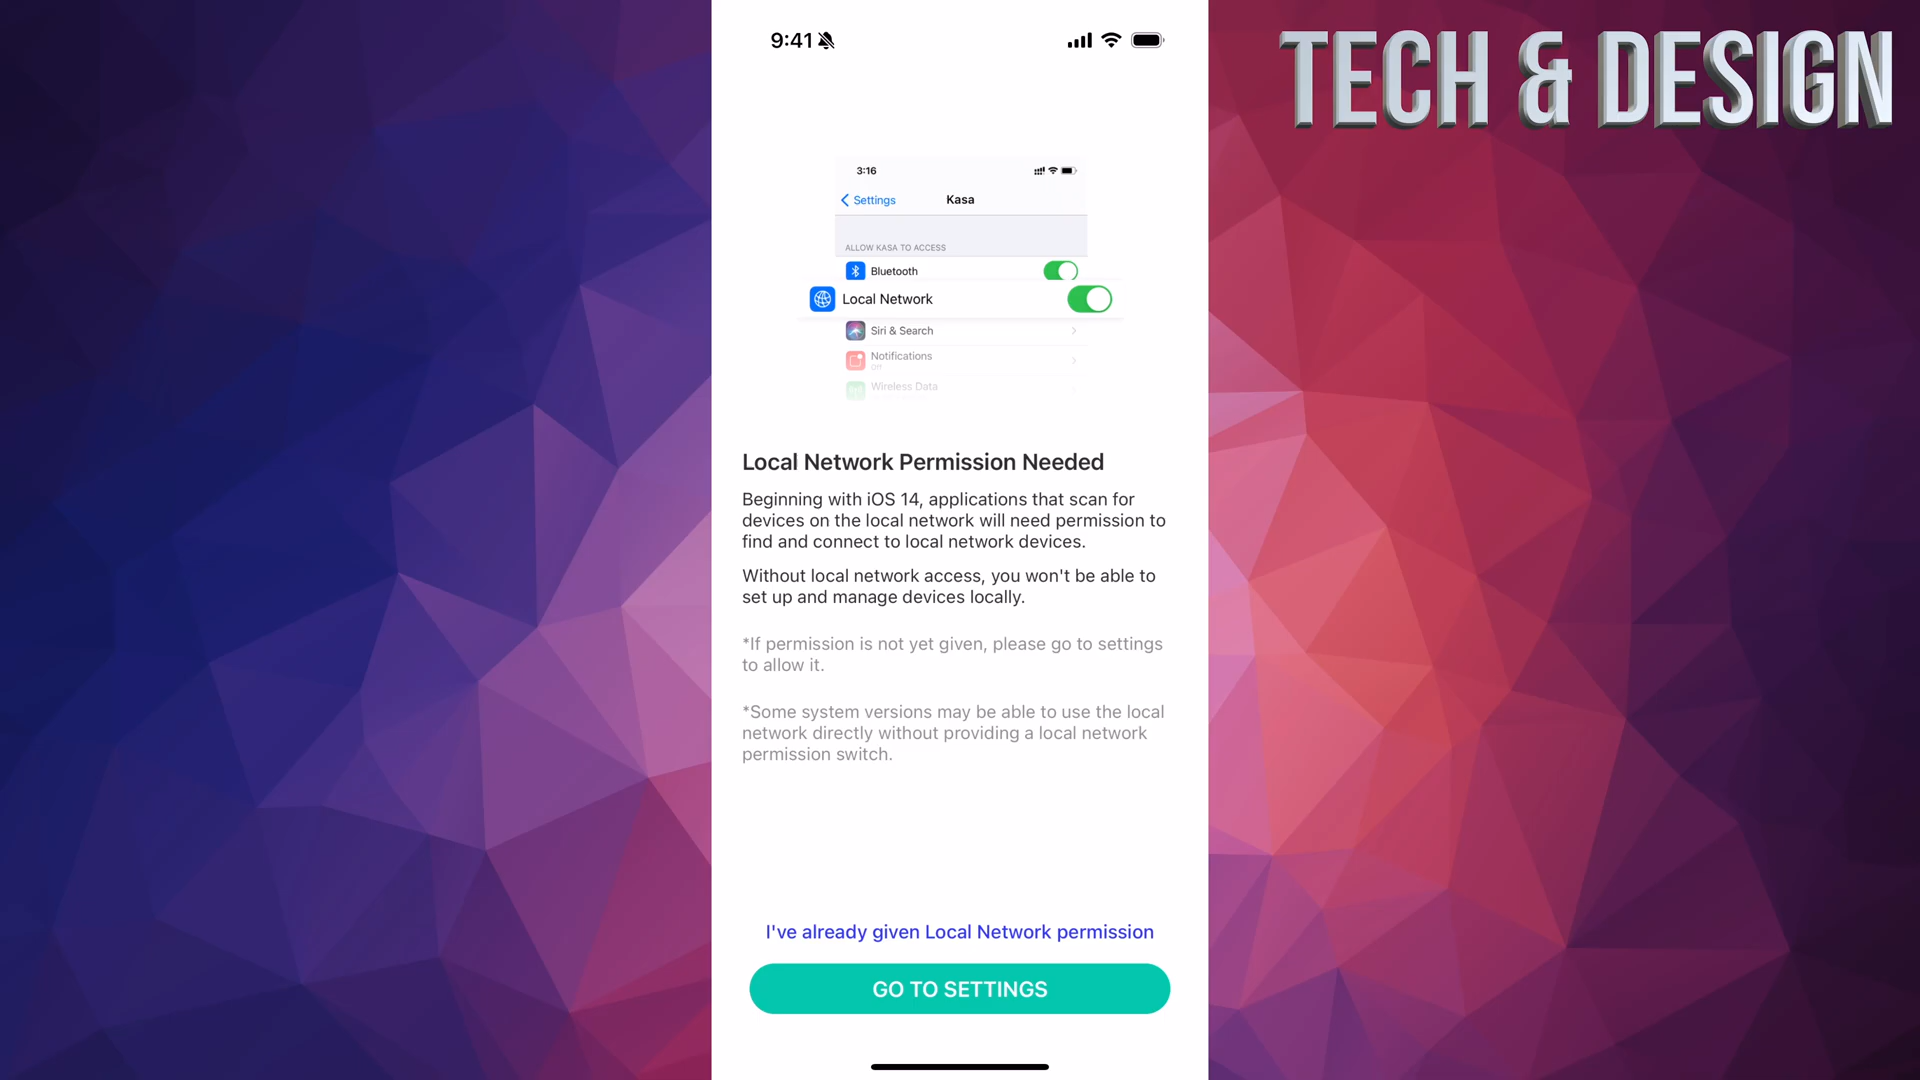 9:41
TECH & DESIGN
3:16
Settings
Kasa
ALLOW KASA TO ACCESS
Bluetooth
Local Network
Siri & Search
Notifications
Off
Wireless Data
Local Network Permission Needed
Beginning with iOS 14, applications that scan for
devices on the local network will need permission to
find and connect to local network devices.
Without local network access, you won't be able to
set up and manage devices locally.
*If permission is not yet given, please go to settings
to allow it.
*Some system versions may be able to use the local
network directly without providing a local network
permission switch.
I've already given Local Network permission
GO TO SETTINGS